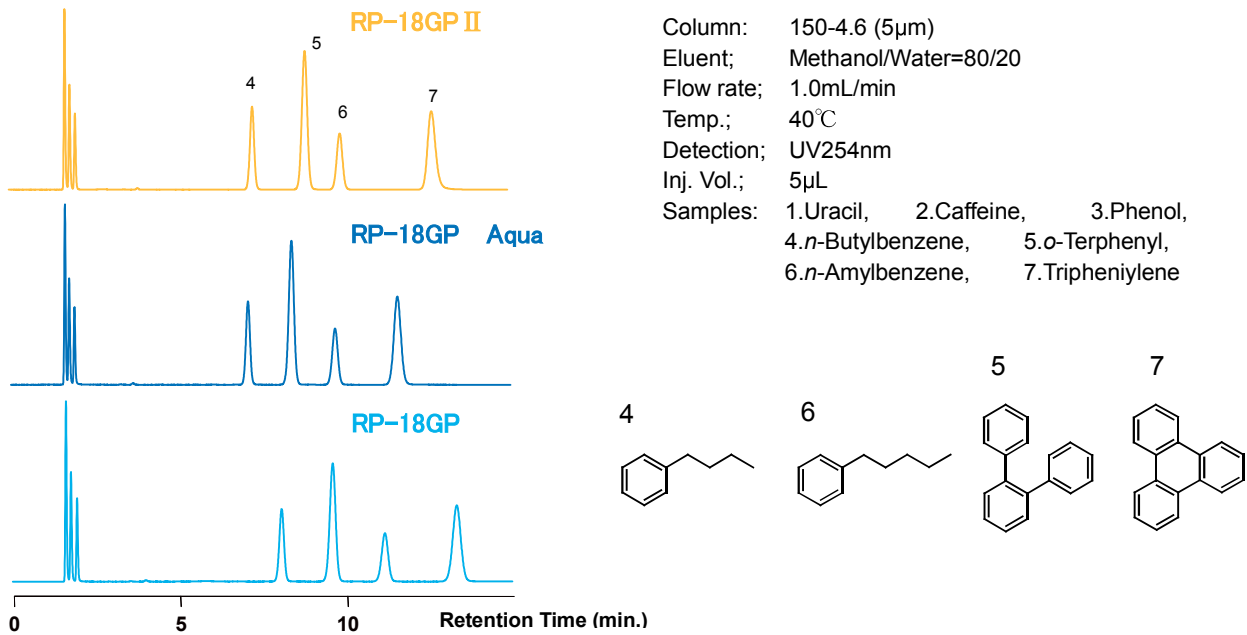 RP-18GP Ⅱ
4
5
6
7
RP-18GP Aqua
RP-18GP
0
5
10
Retention Time (min.)
Column: 150-4.6 (5μm)
Eluent; Methanol/Water=80/20
Flow rate; 1.0mL/min
Temp.; 40℃
Detection; UV254nm
Inj. Vol.; 5μL
Samples: 1.Uracil, 2.Caffeine, 3.Phenol,
4.n-Butylbenzene, 5.o-Terphenyl,
6.n-Amylbenzene, 7.Tripheniylene
4
6
5
7